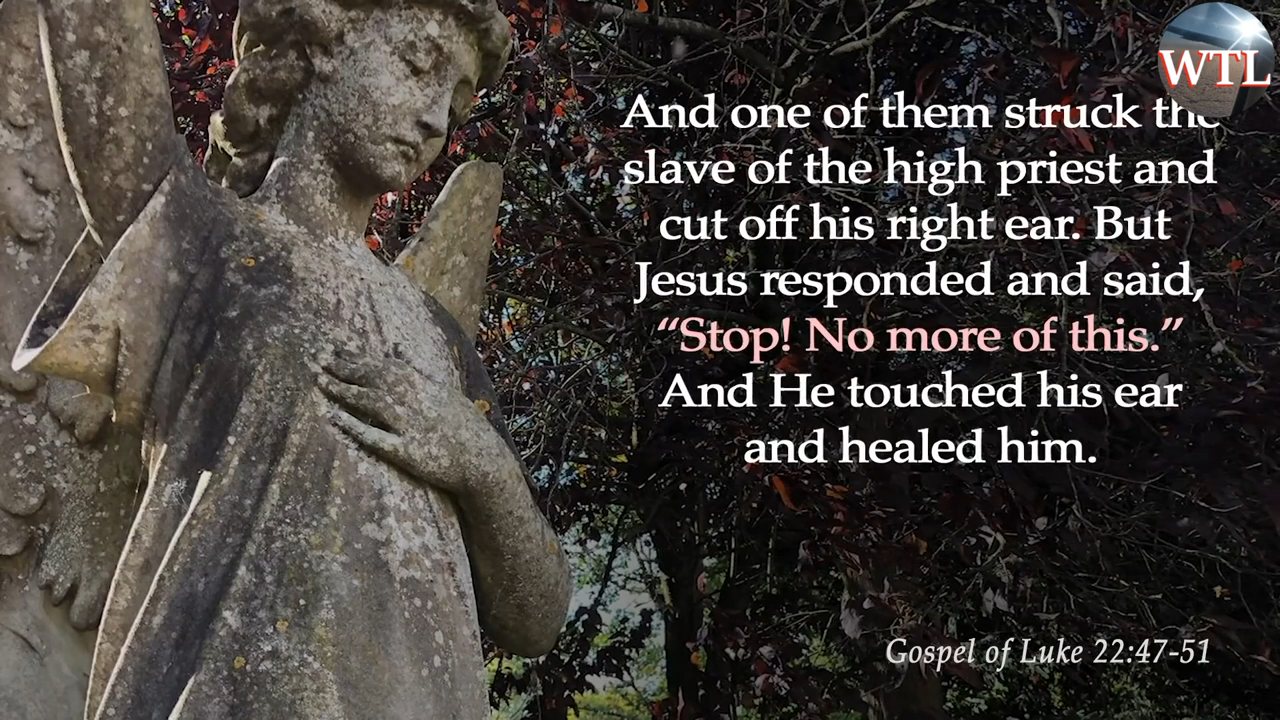 WTL
And one of them struck the
slave of the high priest and
cut off his right ear. But
Jesus responded and said,
“Stop! No more of this.”
And He touched his ear
and healed him.
Gospel of Luke 22:47-51